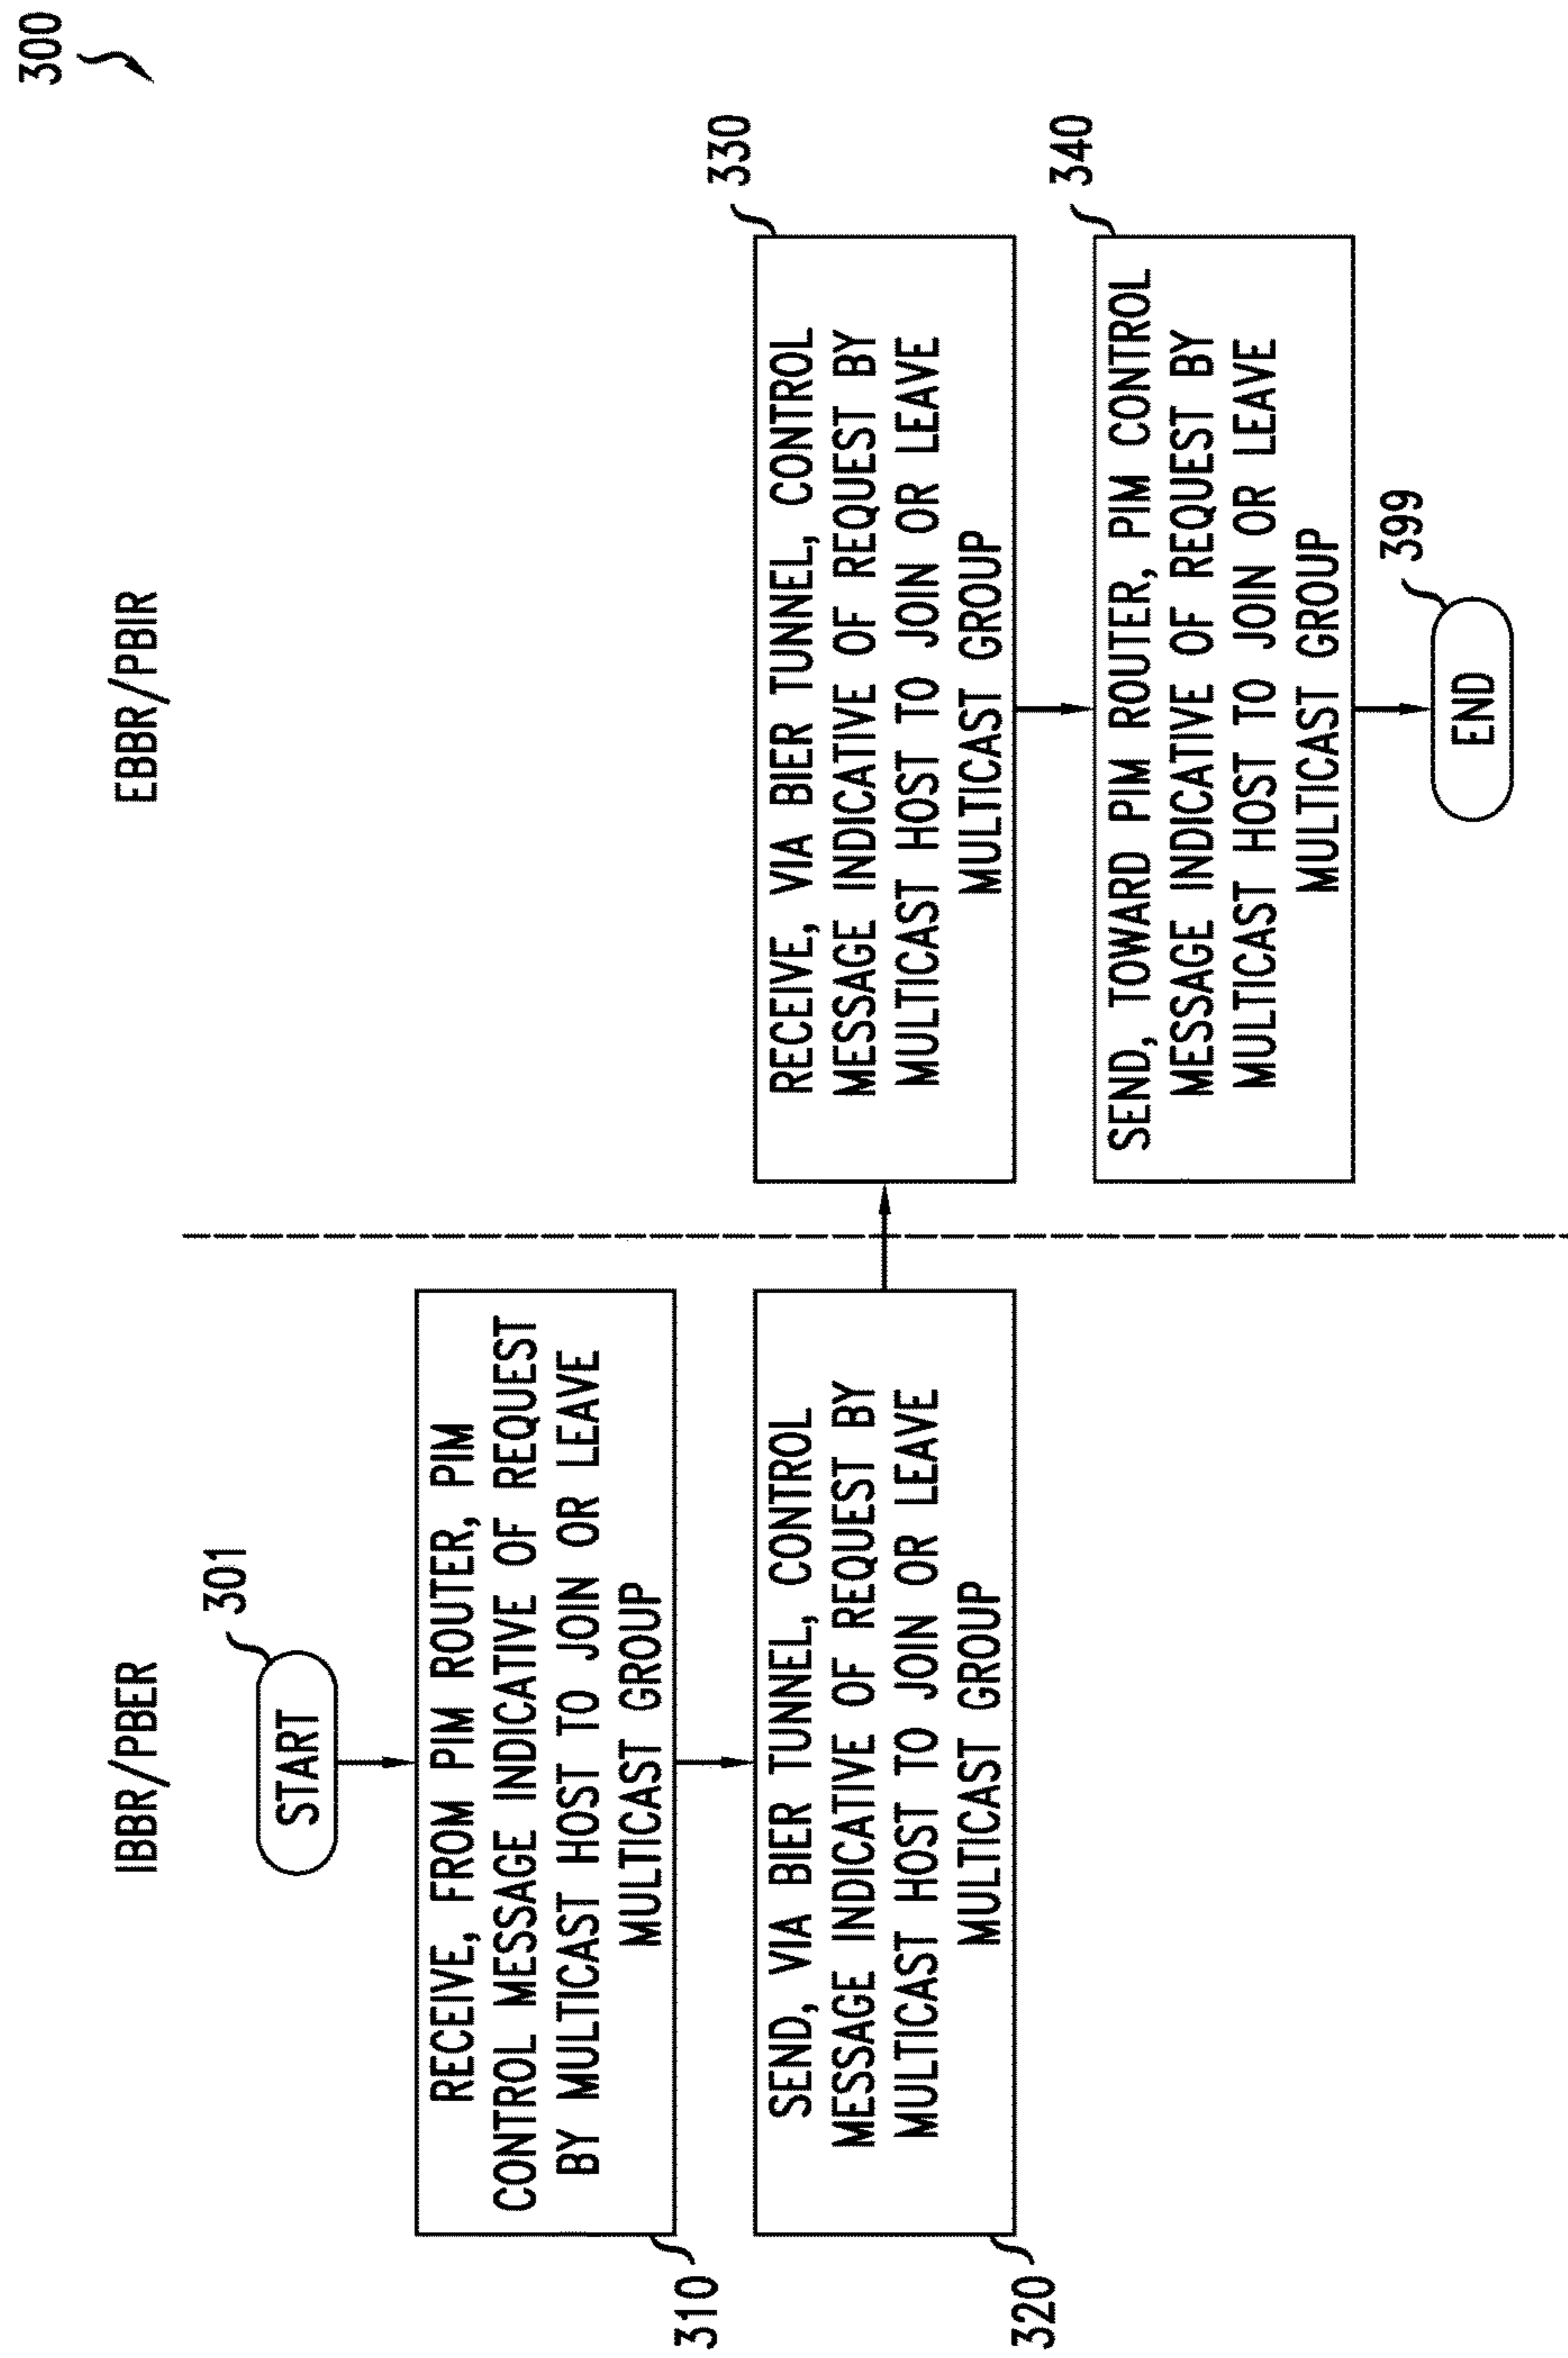 300
IBBR/PBER
EBBR/PBIR
START
301
RECEIVE, FROM PIM ROUTER, PIM
CONTROL MESSAGE INDICATIVE OF REQUEST
BY MULTICAST HOST TO JOIN OR LEAVE
MULTICAST GROUP
310
SEND, VIA BIER TUNNEL, CONTROL
MESSAGE INDICATIVE OF REQUEST BY
MULTICAST HOST TO JOIN OR LEAVE
MULTICAST GROUP
320
RECEIVE, VIA BIER TUNNEL, CONTROL
MESSAGE INDICATIVE OF REQUEST BY
MULTICAST HOST TO JOIN OR LEAVE
MULTICAST GROUP
330
SEND, TOWARD PIM ROUTER, PIM CONTROL
MESSAGE INDICATIVE OF REQUEST BY
MULTICAST HOST TO JOIN OR LEAVE
MULTICAST GROUP
340
END
399